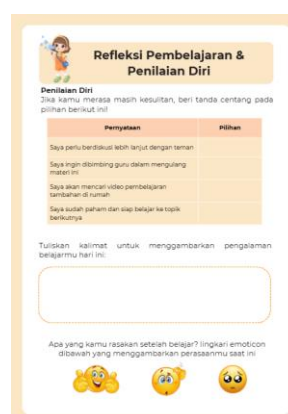 Refleksi Pembelajaran &
Penilaian Diri
Penilaian Diri
Jika kamu merasa masih kesulitan, beri tanda centang pada
pilihan berikut ini!
Pernyataan Pilihan
Saya perlu berdiskusi lebih lanjut dengan teman
Saya ingin dibimbing guru dalam mengulang
materi ini
Saya akan mencari video pembelajaran
tambahan di rumah
Saya sudah paham dan siap belajar ke topik
berikutnya
Tuliskan kalimat untuk menggambarkan pengalaman
belajarmu hari ini:
Apa yang kamu rasakan setelah belajar? lingkari emoticon
dibawah yang menggambarkan perasaanmu saat ini